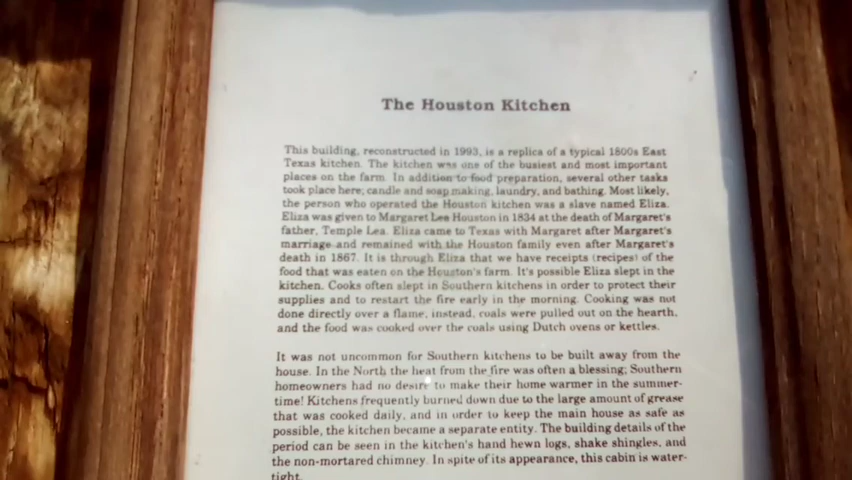 The Houston Kitchen
This building, reconstructed in 1993, is a replica of a typical 1800s East
Texas kitchen. The kitchen was one of the busiest and most important
places on the farm. In addition to food preparation, several other tasks
took place here; candle and soap making, laundry, and bathing. Most likely,
the person who operated the Houston kitchen was a slave named Eliza.
Eliza was given to Margaret Lea Houston in 1834 at the death of Margaret's
father, Temple Lea. Eliza came to Texas with Margaret after Margaret's
marriage and remained with the Houston family even after Margaret's
death in 1867. It is through Eliza that we have receipts (recipes) of the
food that was eaten on the Houston's farm. It's possible Eliza slept in the
kitchen. Cooks often slept in Southern kitchens in order to protect their
supplies and to restart the fire early in the morning. Cooking was not
done directly over a flame, instead, coals were pulled out on the hearth,
and the food was cooked over the coals using Dutch ovens or kettles.
It was not uncommon for Southern kitchens to be built away from the
house. In the North the heat from the fire was often a blessing; Southern
homeowners had no desire to make their home warmer in the summer-
time! Kitchens frequently burned down due to the large amount of grease
that was cooked daily, and in order to keep the main house as safe as
possible, the kitchen became a separate entity. The building details of the
period can be seen in the kitchen's hand hewn logs, shake shingles, and
the non-mortared chimney. In spite of its appearance, this cabin is water-
tight.